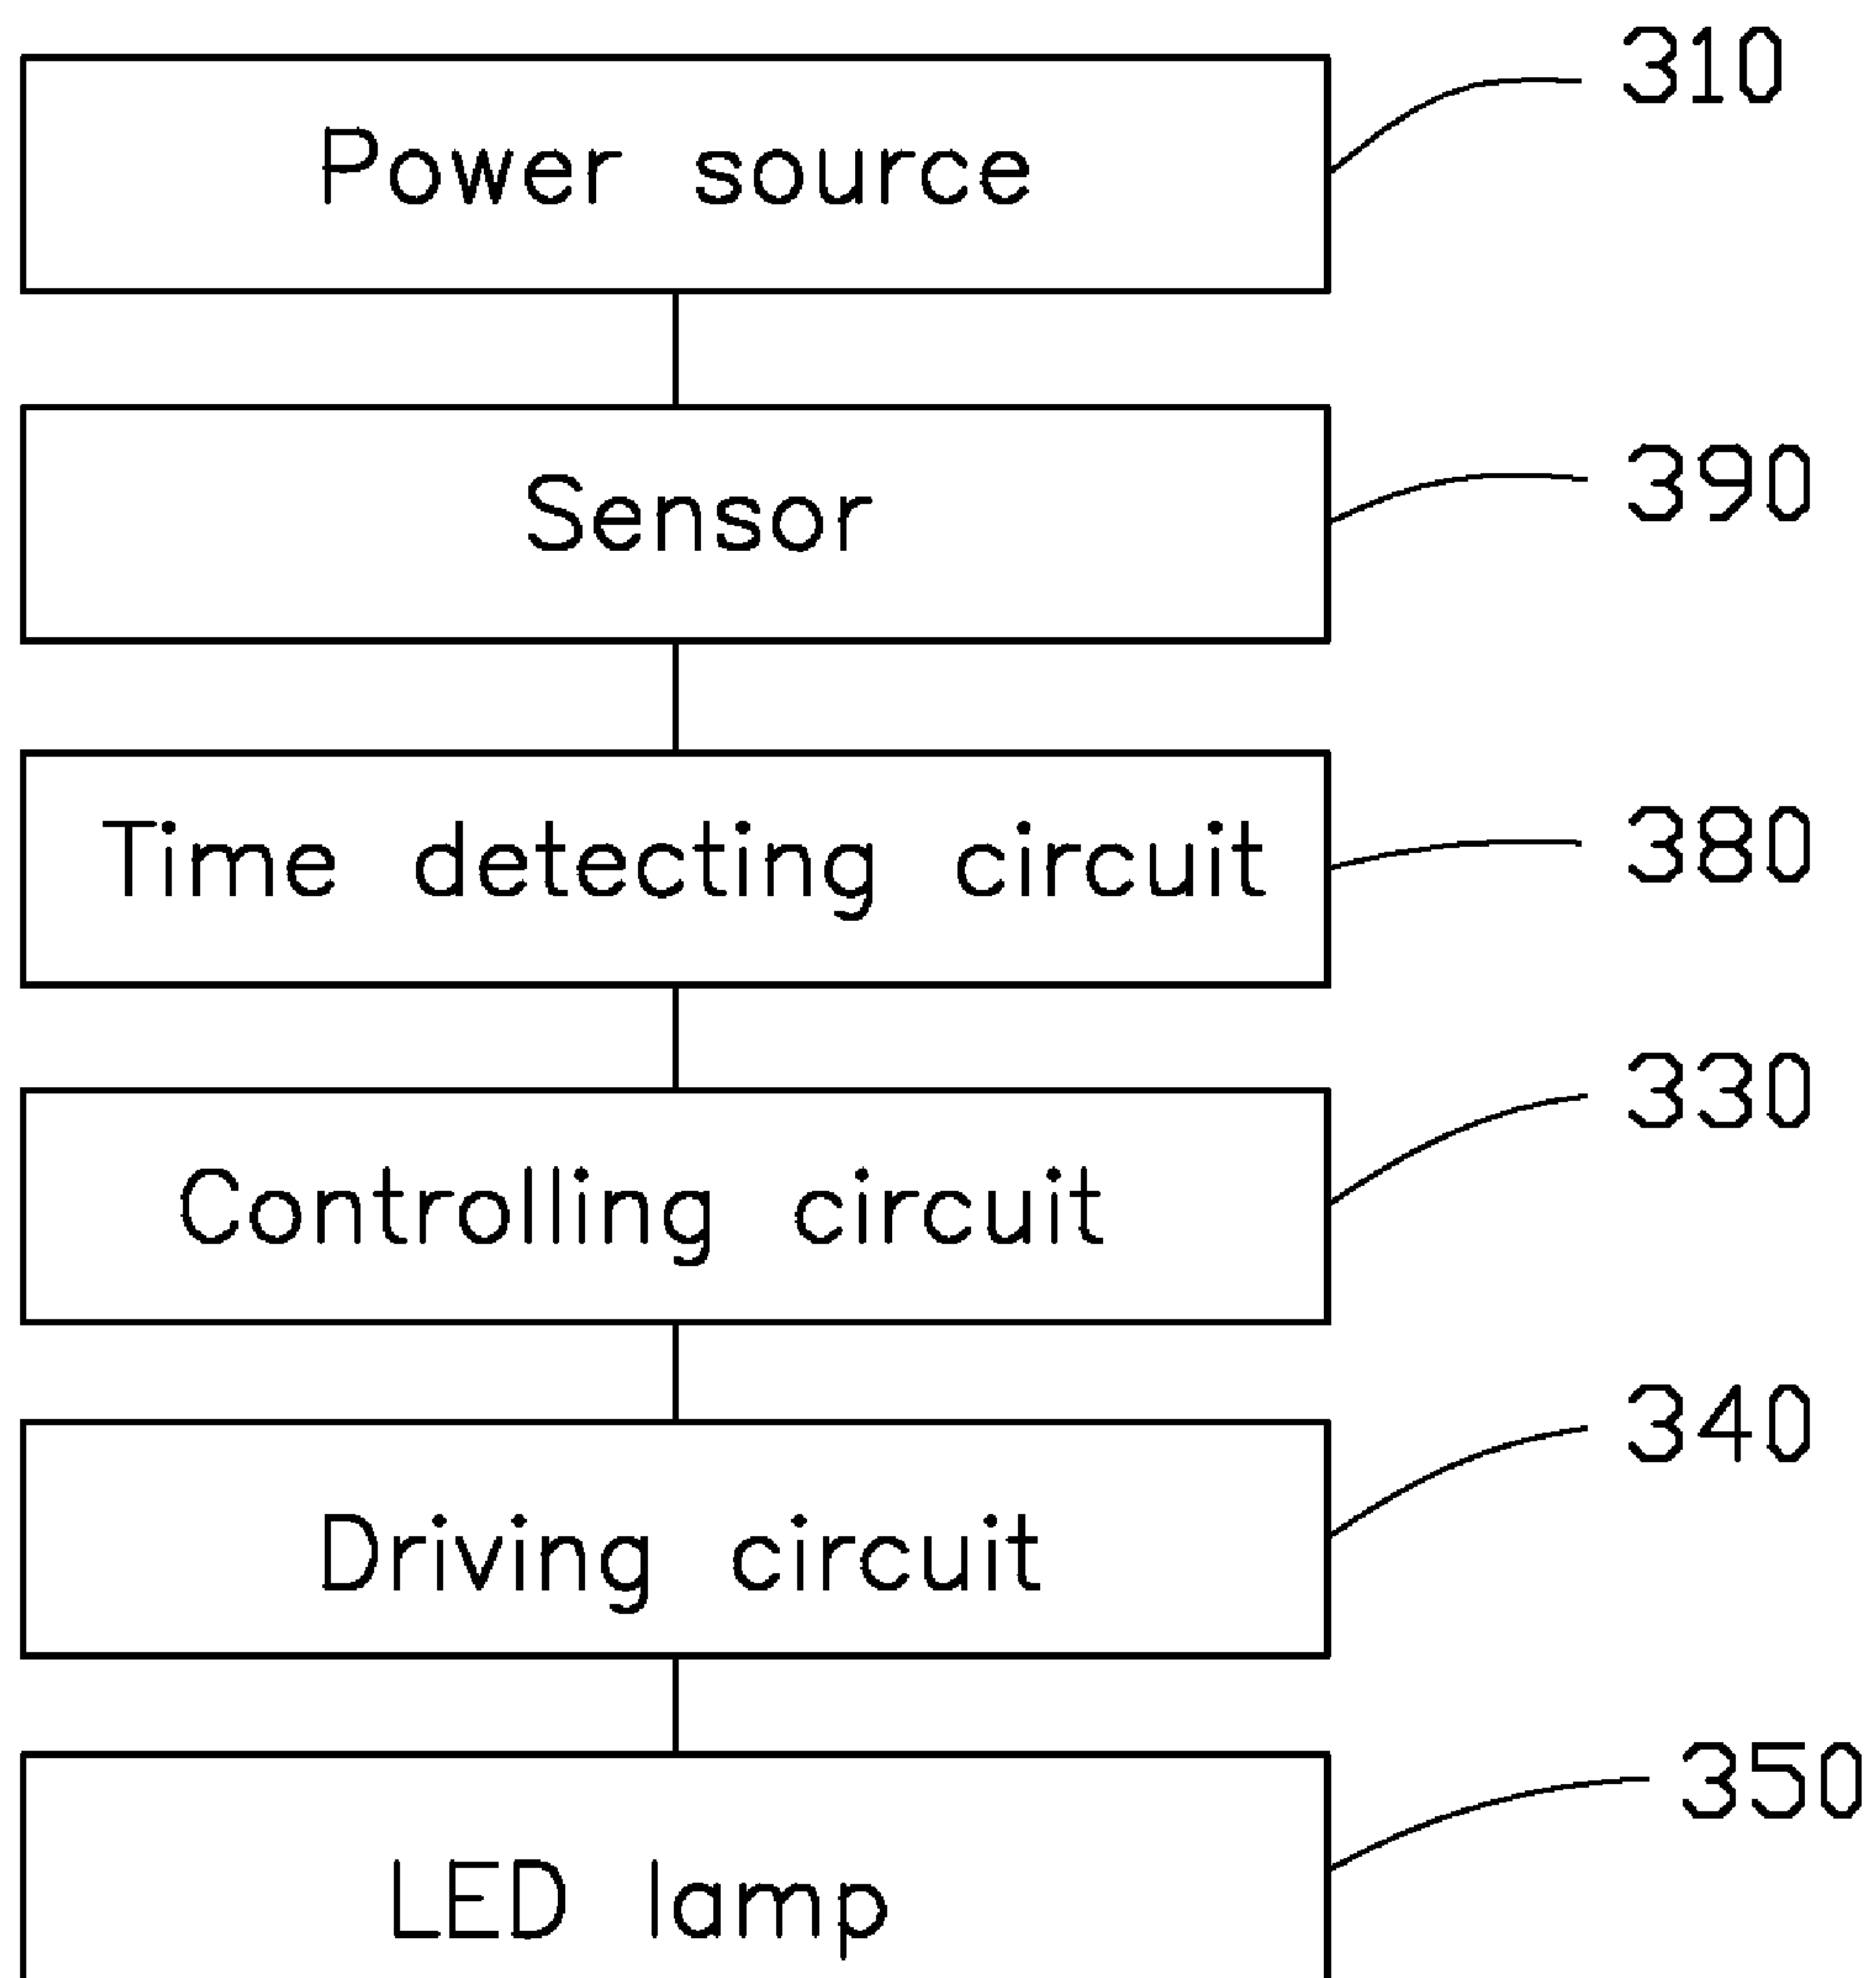 Power source 310
Sensor 390
Time detecting circuit 380
Controlling circuit 330
Driving circuit 340
LED lamp 350